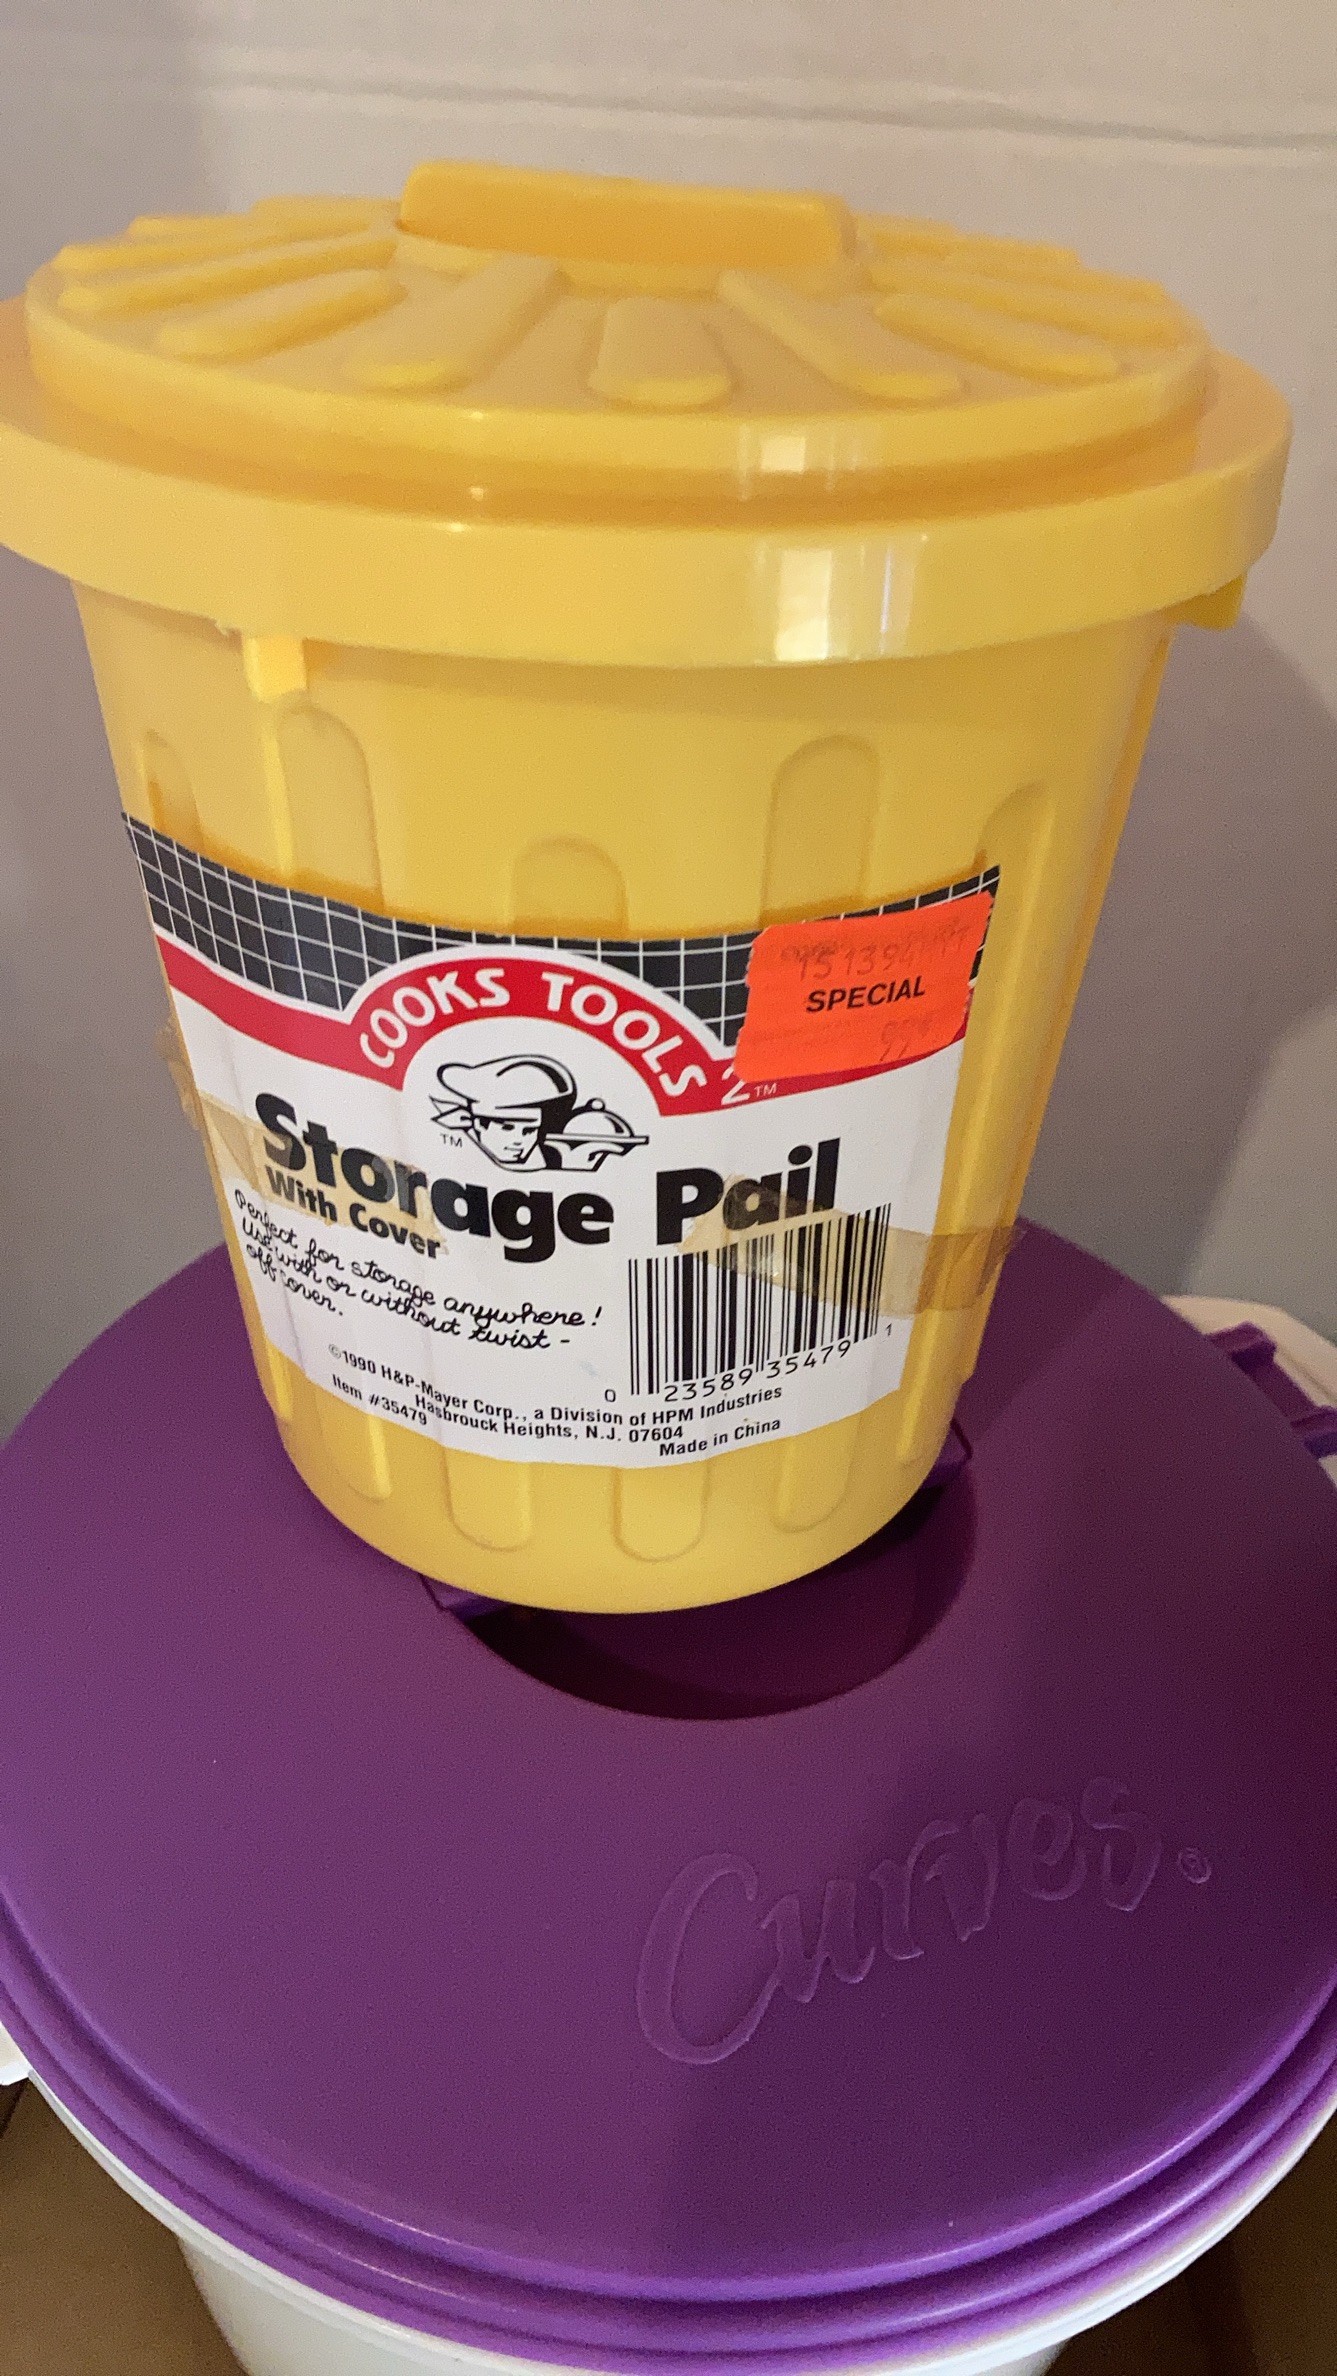 SPECIAL
99¢
COOKS TOOLS 2™
TM
Storage Pail
With Cover
Perfect for storage anywhere!
Use with or without twist-
off cover.
0 23589 35479 1
©1990 H&P-Mayer Corp., a Division of HPM Industries
Hasbrouck Heights, N.J. 07604
Item #35479
Made in China
Curves®